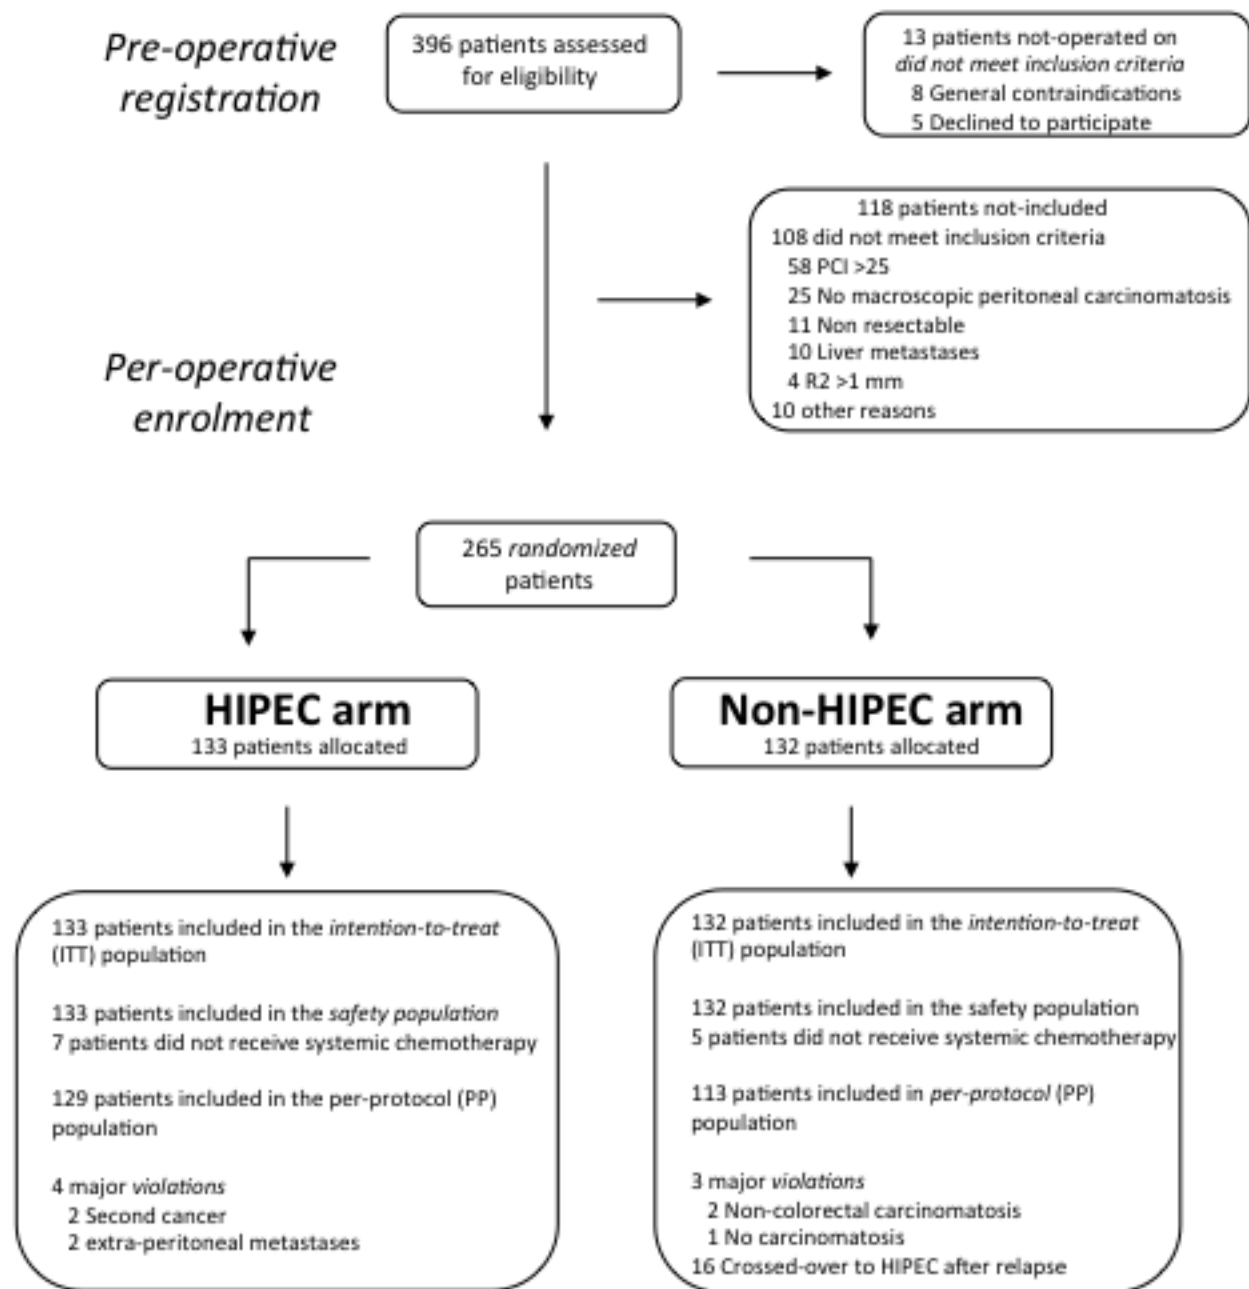 Pre-operative
registration
396 patients assessed
for eligibility
13 patients not-operated on
did not meet inclusion criteria
8 General contraindications
5 Declined to participate
118 patients not-included
108 did not meet inclusion criteria
58 PCI >25
25 No macroscopic peritoneal carcinomatosis
11 Non resectable
10 Liver metastases
4 R2 >1 mm
10 other reasons
Per-operative
enrolment
265 randomized
patients
HIPEC arm
133 patients allocated
Non-HIPEC arm
132 patients allocated
133 patients included in the intention-to-treat
(ITT) population
133 patients included in the safety population
7 patients did not receive systemic chemotherapy
129 patients included in the per-protocol (PP)
population
4 major violations
2 Second cancer
2 extra-peritoneal metastases
132 patients included in the intention-to-treat
(ITT) population
132 patients included in the safety population
5 patients did not receive systemic chemotherapy
113 patients included in per-protocol (PP)
population
3 major violations
2 Non-colorectal carcinomatosis
1 No carcinomatosis
16 Crossed-over to HIPEC after relapse